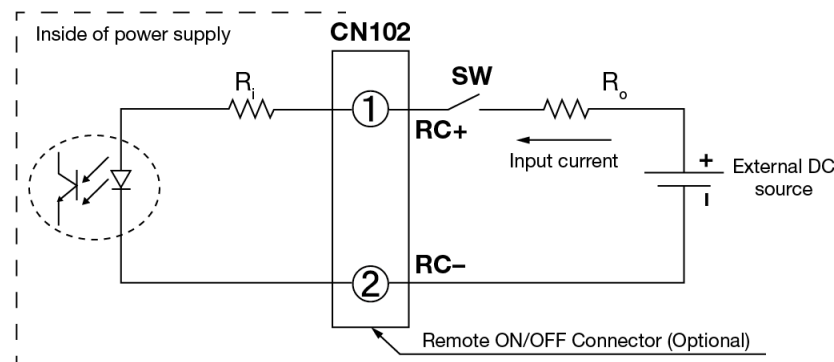 Inside of power supply
CN102
Ri
1
SW
Ro
RC+
Input current
+
External DC
source
-
2
RC−
Remote ON/OFF Connector (Optional)